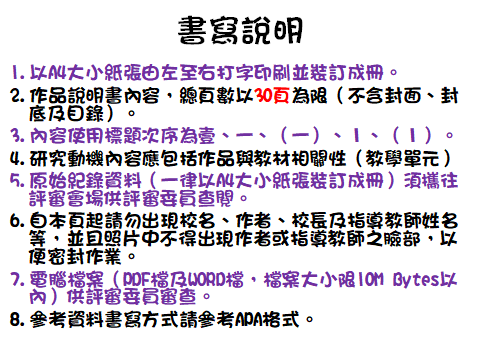 書寫說明
1. 以A4大小紙張由左至右打字印刷並裝訂成冊。
2. 作品說明書內容，總頁數以30頁為限（不含封面、封
底及目錄）。
3. 內容使用標題次序為壹、一、（一）、1、（1）。
4. 研究動機內容應包括作品與教材相關性（教學單元）
5. 原始紀錄資料（一律以A4大小紙張裝訂成冊）須攜往
評審會場供評審委員查閱。
6. 自本頁起請勿出現校名、作者、校長及指導教師姓名
等，並且照片中不得出現作者或指導教師之臉部，以
便密封作業。
7. 電腦檔案（PDF檔及WORD檔，檔案大小限10M Bytes以
內）供評審委員審查。
8. 參考資料書寫方式請參考APA格式。